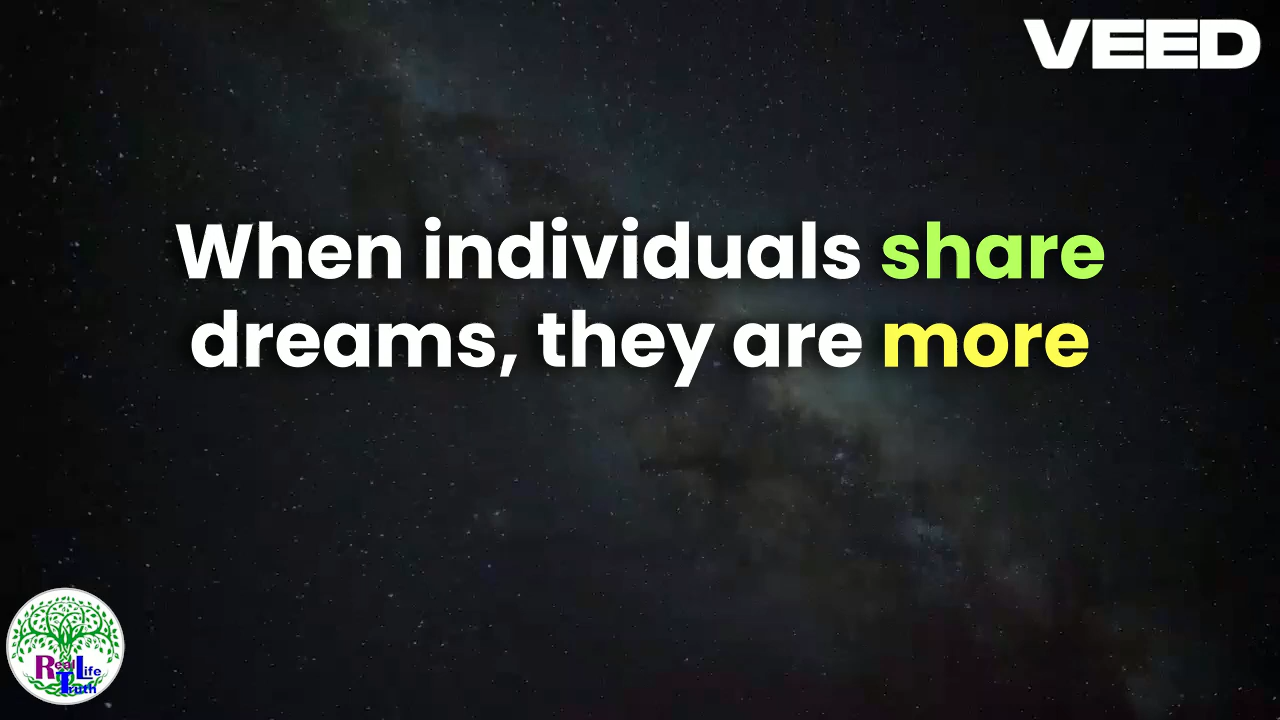 VEED
When individuals share
dreams, they are more
Real Life
Truth